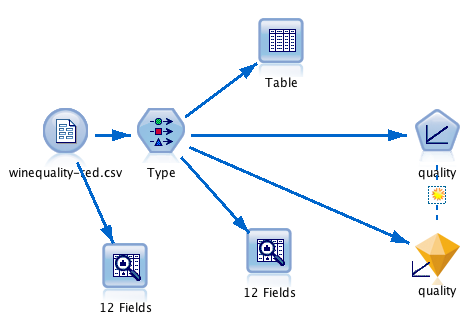 Table
winequality-red.csv
Type
quality
12 Fields
12 Fields
quality